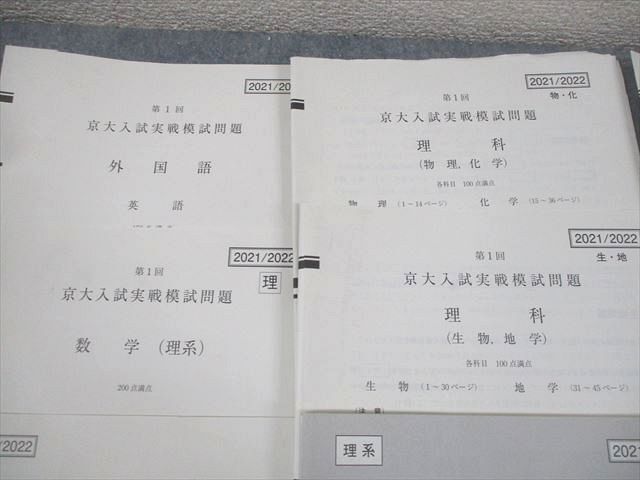 2021/20
第1回
京大入試実戦模試問題
外国語
英語
2021/2022
物・化
第1回
京大入試実戦模試問題
理科
(物理,化学)
各科目 100点満点
物理 (1~14ページ) 化学 (15~36ページ)
2021/2022
理
第1回
京大入試実戦模試問題
数学(理系)
200点満点
2021/2022
生・地
第1回
京大入試実戦模試問題
理科
(生物,地学)
各科目 100点満点
生物 (1~30ページ) 地学 (31~45ページ)
/2022
理系
2021